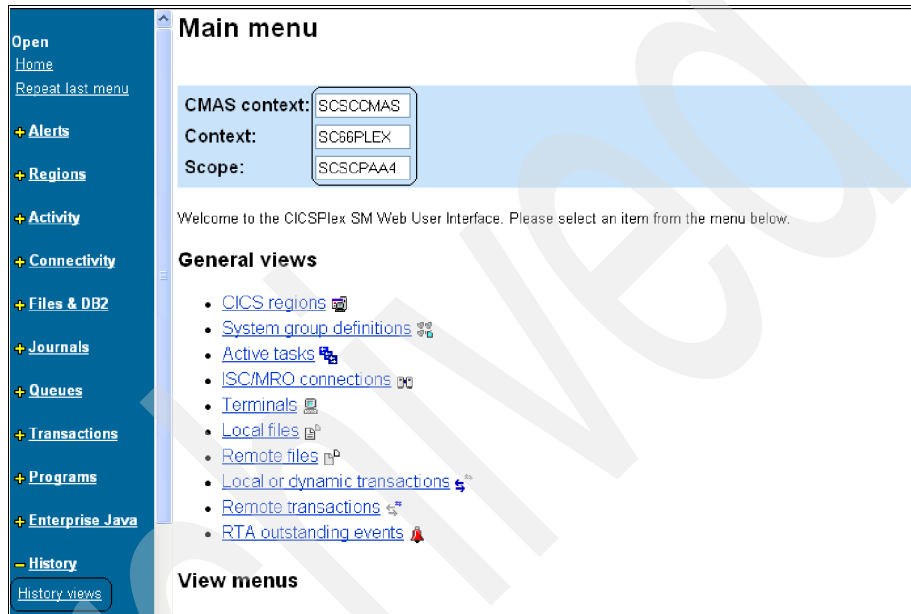 Open
Home
Repeat last menu
Alerts
Regions
Activity
Connectivity
Files & DB2
Journals
Queues
Transactions
Programs
Enterprise Java
History
History views
Main menu
CMAS context: SCSCCMAS
Context: SC66PLEX
Scope: SCSCPAA4
Welcome to the CICSPlex SM Web User Interface. Please select an item from the menu below.
General views
• CICS regions
• System group definitions
• Active tasks
• ISC/MRO connections
• Terminals
• Local files
• Remote files
• Local or dynamic transactions
• Remote transactions
• RTA outstanding events
View menus